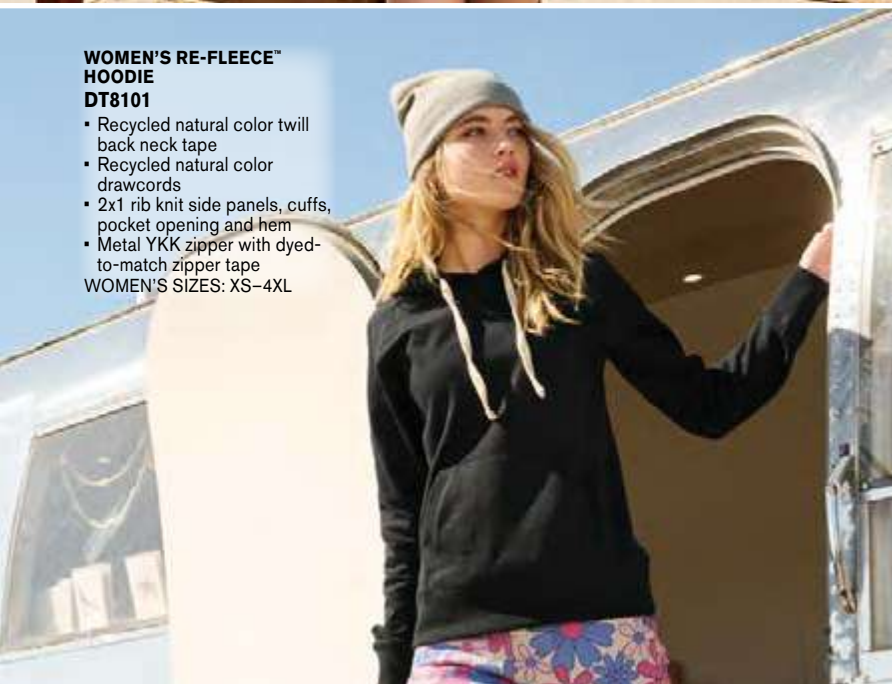 WOMEN'S RE-FLEECE™
HOODIE
DT8101
▪ Recycled natural color twill
back neck tape
▪ Recycled natural color
drawcords
▪ 2x1 rib knit side panels, cuffs,
pocket opening and hem
▪ Metal YKK zipper with dyed-
to-match zipper tape
WOMEN'S SIZES: XS–4XL